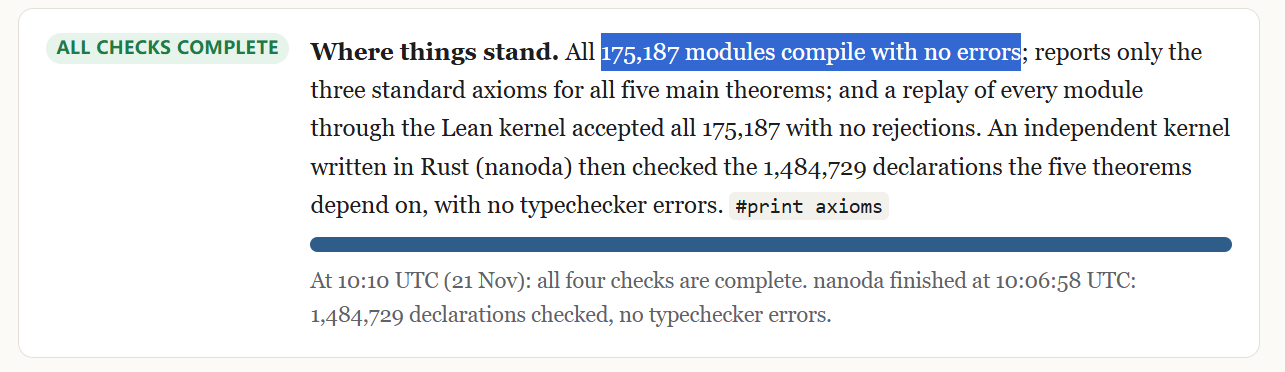 ALL CHECKS COMPLETE
Where things stand. All 175,187 modules compile with no errors; reports only the
three standard axioms for all five main theorems; and a replay of every module
through the Lean kernel accepted all 175,187 with no rejections. An independent kernel
written in Rust (nanoda) then checked the 1,484,729 declarations the five theorems
depend on, with no typechecker errors. #print axioms
At 10:10 UTC (21 Nov): all four checks are complete. nanoda finished at 10:06:58 UTC:
1,484,729 declarations checked, no typechecker errors.